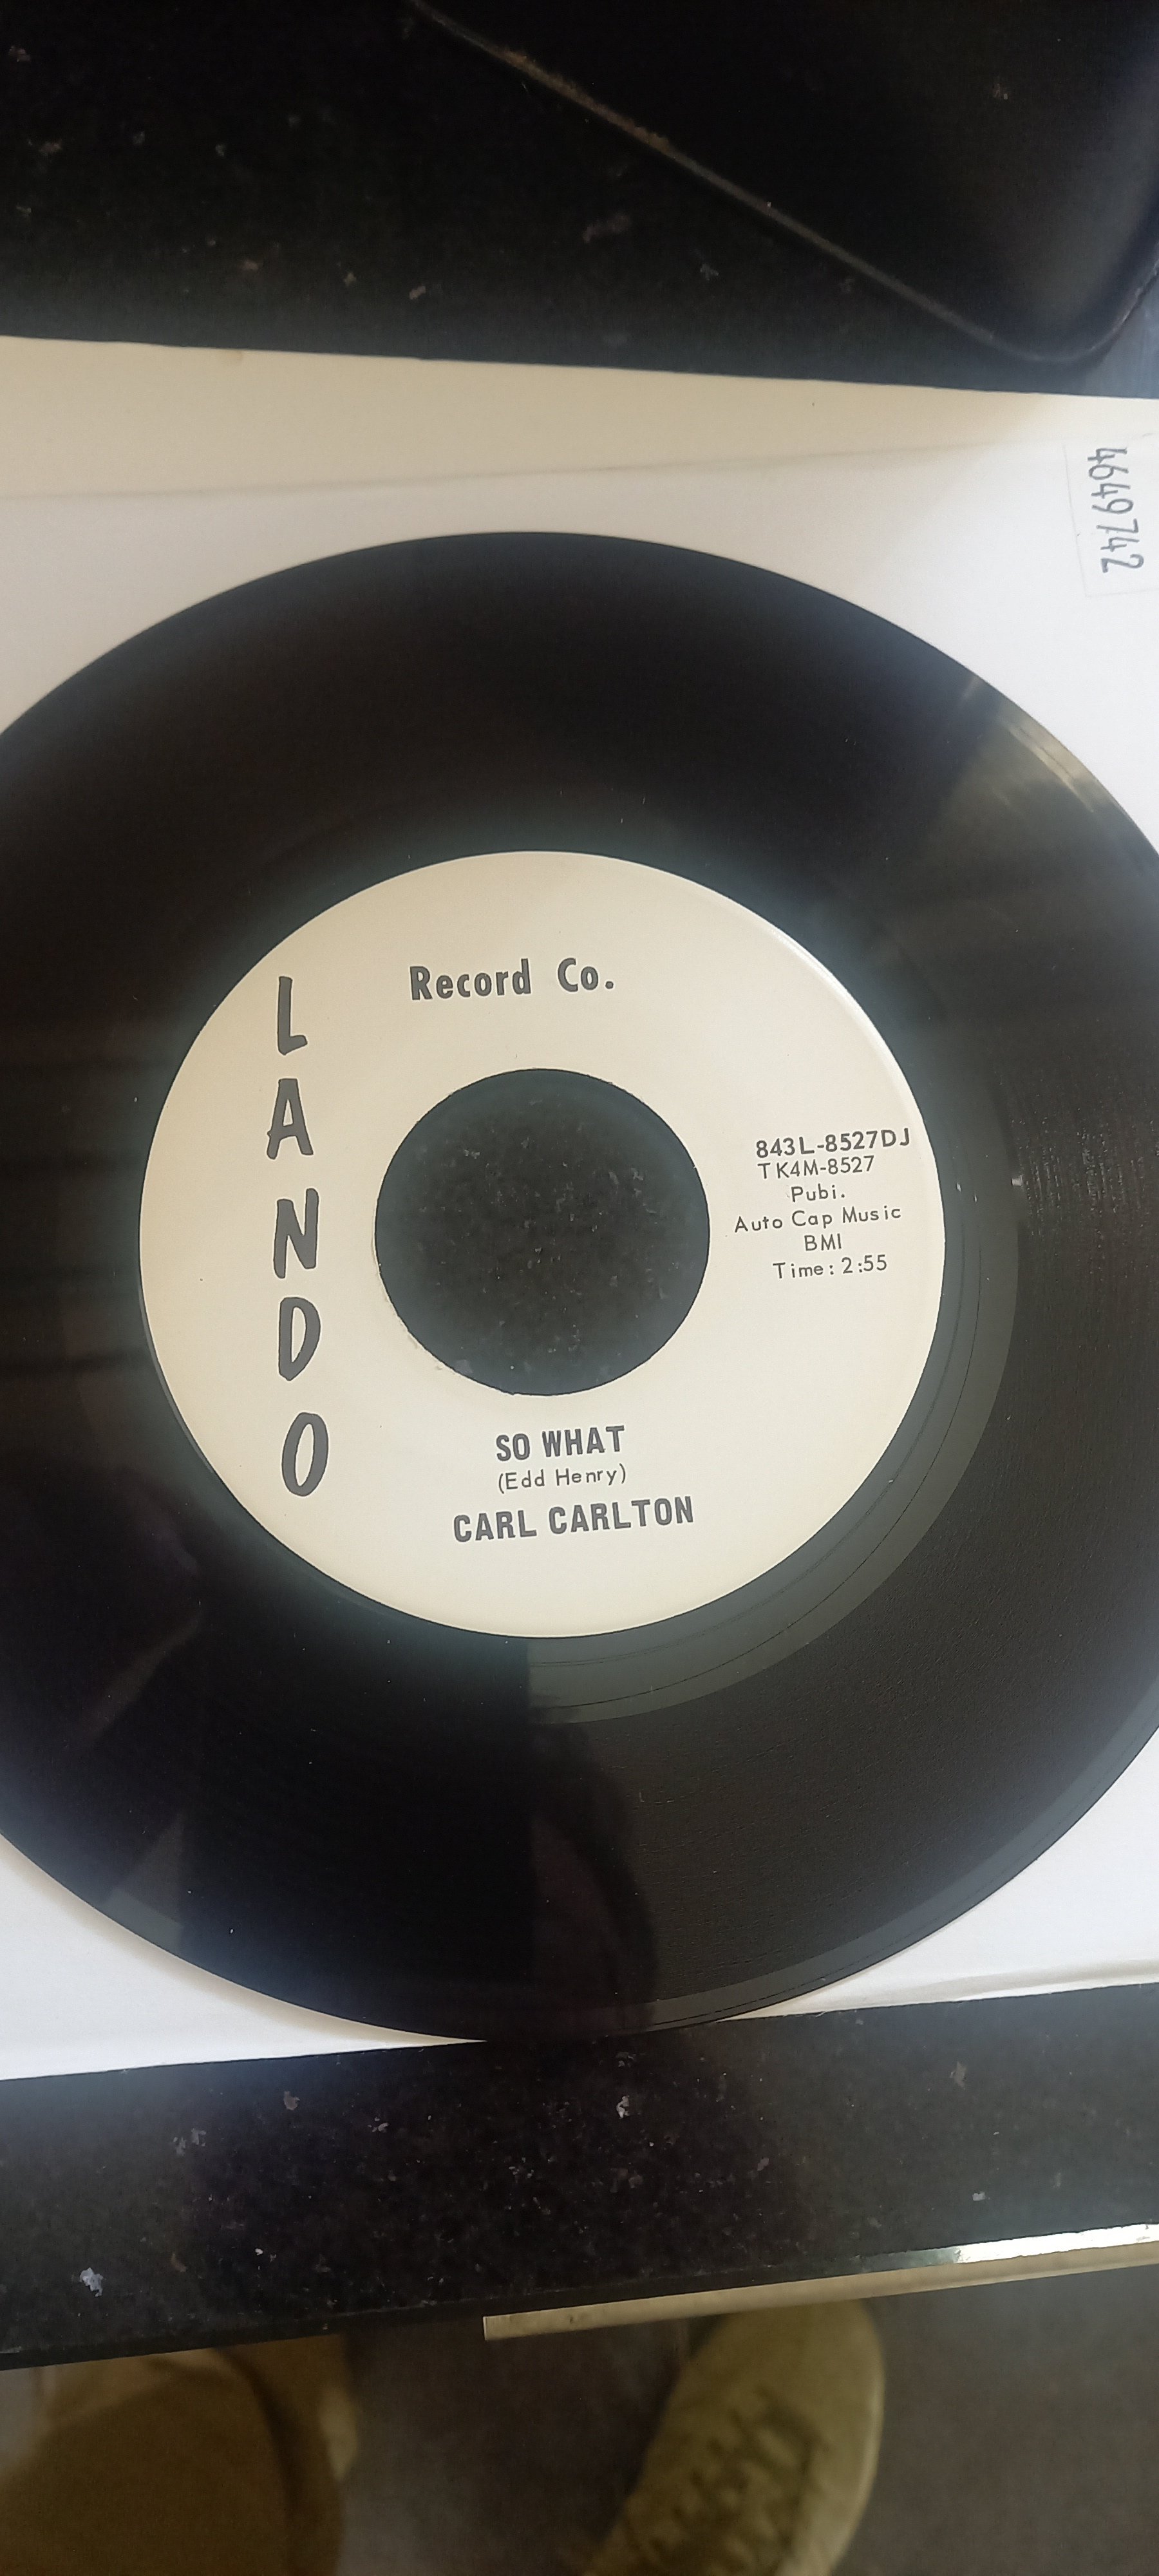 4649742
Record Co.
LANDO
843L-8527DJ
TK4M-8527
Pubi.
Auto Cap Music
BMI
Time: 2:55
SO WHAT
(Edd Henry)
CARL CARLTON